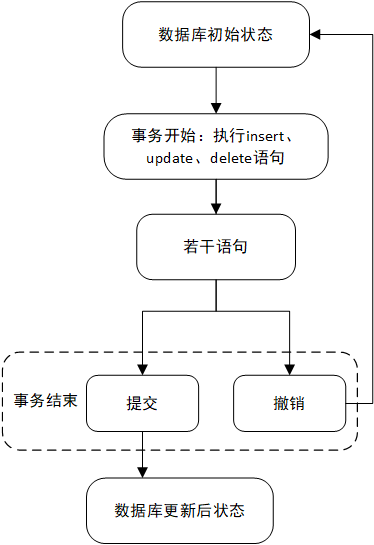 数据库初始状态
事务开始：执行insert、
update、delete语句
若干语句
事务结束
提交
撤销
数据库更新后状态